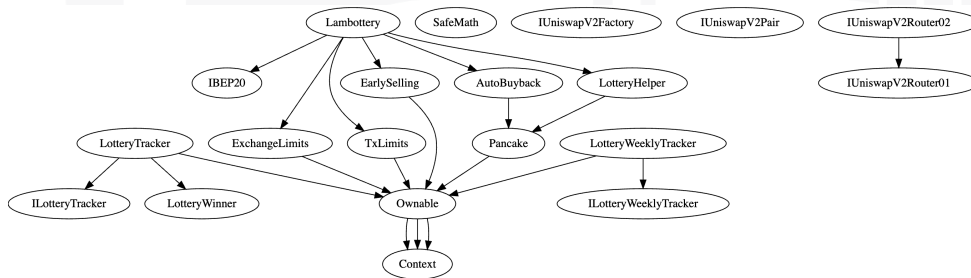 Lambottery
SafeMath
IUniswapV2Factory
IUniswapV2Pair
IUniswapV2Router02
IBEP20
EarlySelling
AutoBuyback
LotteryHelper
IUniswapV2Router01
LotteryTracker
ExchangeLimits
TxLimits
Pancake
LotteryWeeklyTracker
ILotteryTracker
LotteryWinner
Ownable
ILotteryWeeklyTracker
Context